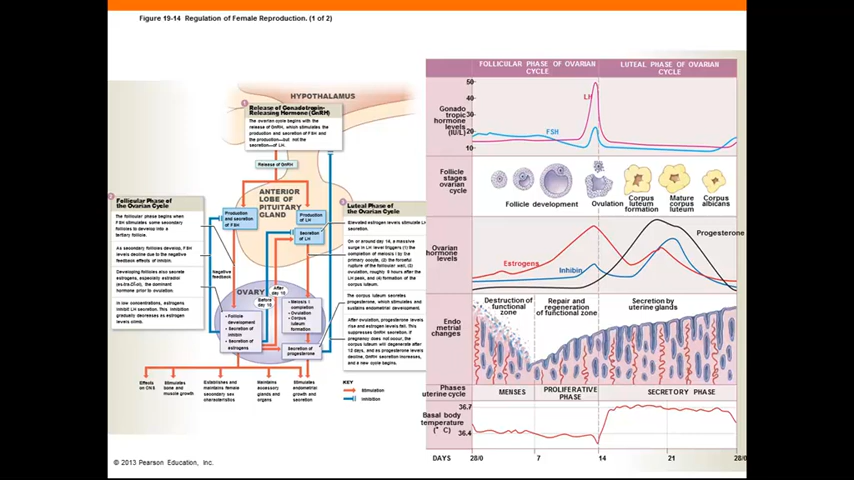 Figure 19-14 Regulation of Female Reproduction. (1 of 2)
HYPOTHALAMUS
1
Release of Gonadotropin-
Releasing Hormone (GnRH)
The ovarian cycle begins with the
release of GnRH, which stimulates the
production and secretion of FSH
and the production—but not the
secretion—of LH.
Release of GnRH
ANTERIOR
LOBE OF
PITUITARY
GLAND
Production
and secretion
of FSH
Production
of LH
Secretion
of LH
2
Follicular Phase of
the Ovarian Cycle
The follicular phase begins when
FSH stimulates some secondary
follicles to develop into a
tertiary follicle.
As secondary follicles develop, FSH
levels decline due to the negative
feedback effects of inhibin.
Developing follicles also secrete
estrogens, especially estradiol
the dominant
hormone prior to ovulation.
In low concentrations, estrogens
inhibit LH secretion. This inhibition
gradually decreases as estrogen
levels climb.
Negative
feedback
OVARY
Before
day 10
After
day 10
• Follicle
development
• Secretion of
inhibin
• Secretion of
estrogens
• Meiosis I
completion
• Ovulation
• Corpus
luteum
formation
Secretion of
progesterone
3
Luteal Phase of
the Ovarian Cycle
Elevated estrogen levels stimulate LH
secretion.
On or around day 14, a massive
surge in LH level triggers (1) the
completion of meiosis I by the
primary oocyte, (2) the forceful
rupture of the follicular wall, (3)
ovulation, roughly 9 hours after the
LH peak, and (4) formation of the
corpus luteum.
The corpus luteum secretes
progesterone, which stimulates and
sustains endometrial development.
After ovulation, progesterone levels
rise and estrogen levels fall. This
suppresses GnRH secretion. If
pregnancy does not occur, the
corpus luteum will degenerate after
12 days, and as progesterone levels
decline, GnRH secretion increases,
and a new cycle begins.
Effects
on CNS
Stimulates
bone and
muscle growth
Establishes and
maintains female
secondary sex
characteristics
Maintains
accessory
glands and
organs
Stimulates
endometrial
growth and
secretion
KEY
Stimulation
Inhibition
FOLLICULAR PHASE OF OVARIAN
CYCLE
LUTEAL PHASE OF OVARIAN
CYCLE
Gonado
tropic
hormone
levels
(IU/L)
50
40
30
20
10
LH
FSH
Follicle
stages
ovarian
cycle
Follicle development
Ovulation
Corpus
luteum
formation
Mature
corpus
luteum
Corpus
albicans
Ovarian
hormone
levels
Estrogens
Inhibin
Progesterone
Endo
metrial
changes
Destruction of
functional
zone
Repair and
regeneration
of functional zone
Secretion by
uterine glands
Phases
uterine cycle
MENSES
PROLIFERATIVE
PHASE
SECRETORY PHASE
Basal body
temperature
(° C)
36.7
36.4
DAYS
28/0
7
14
21
28/0
© 2013 Pearson Education, Inc.